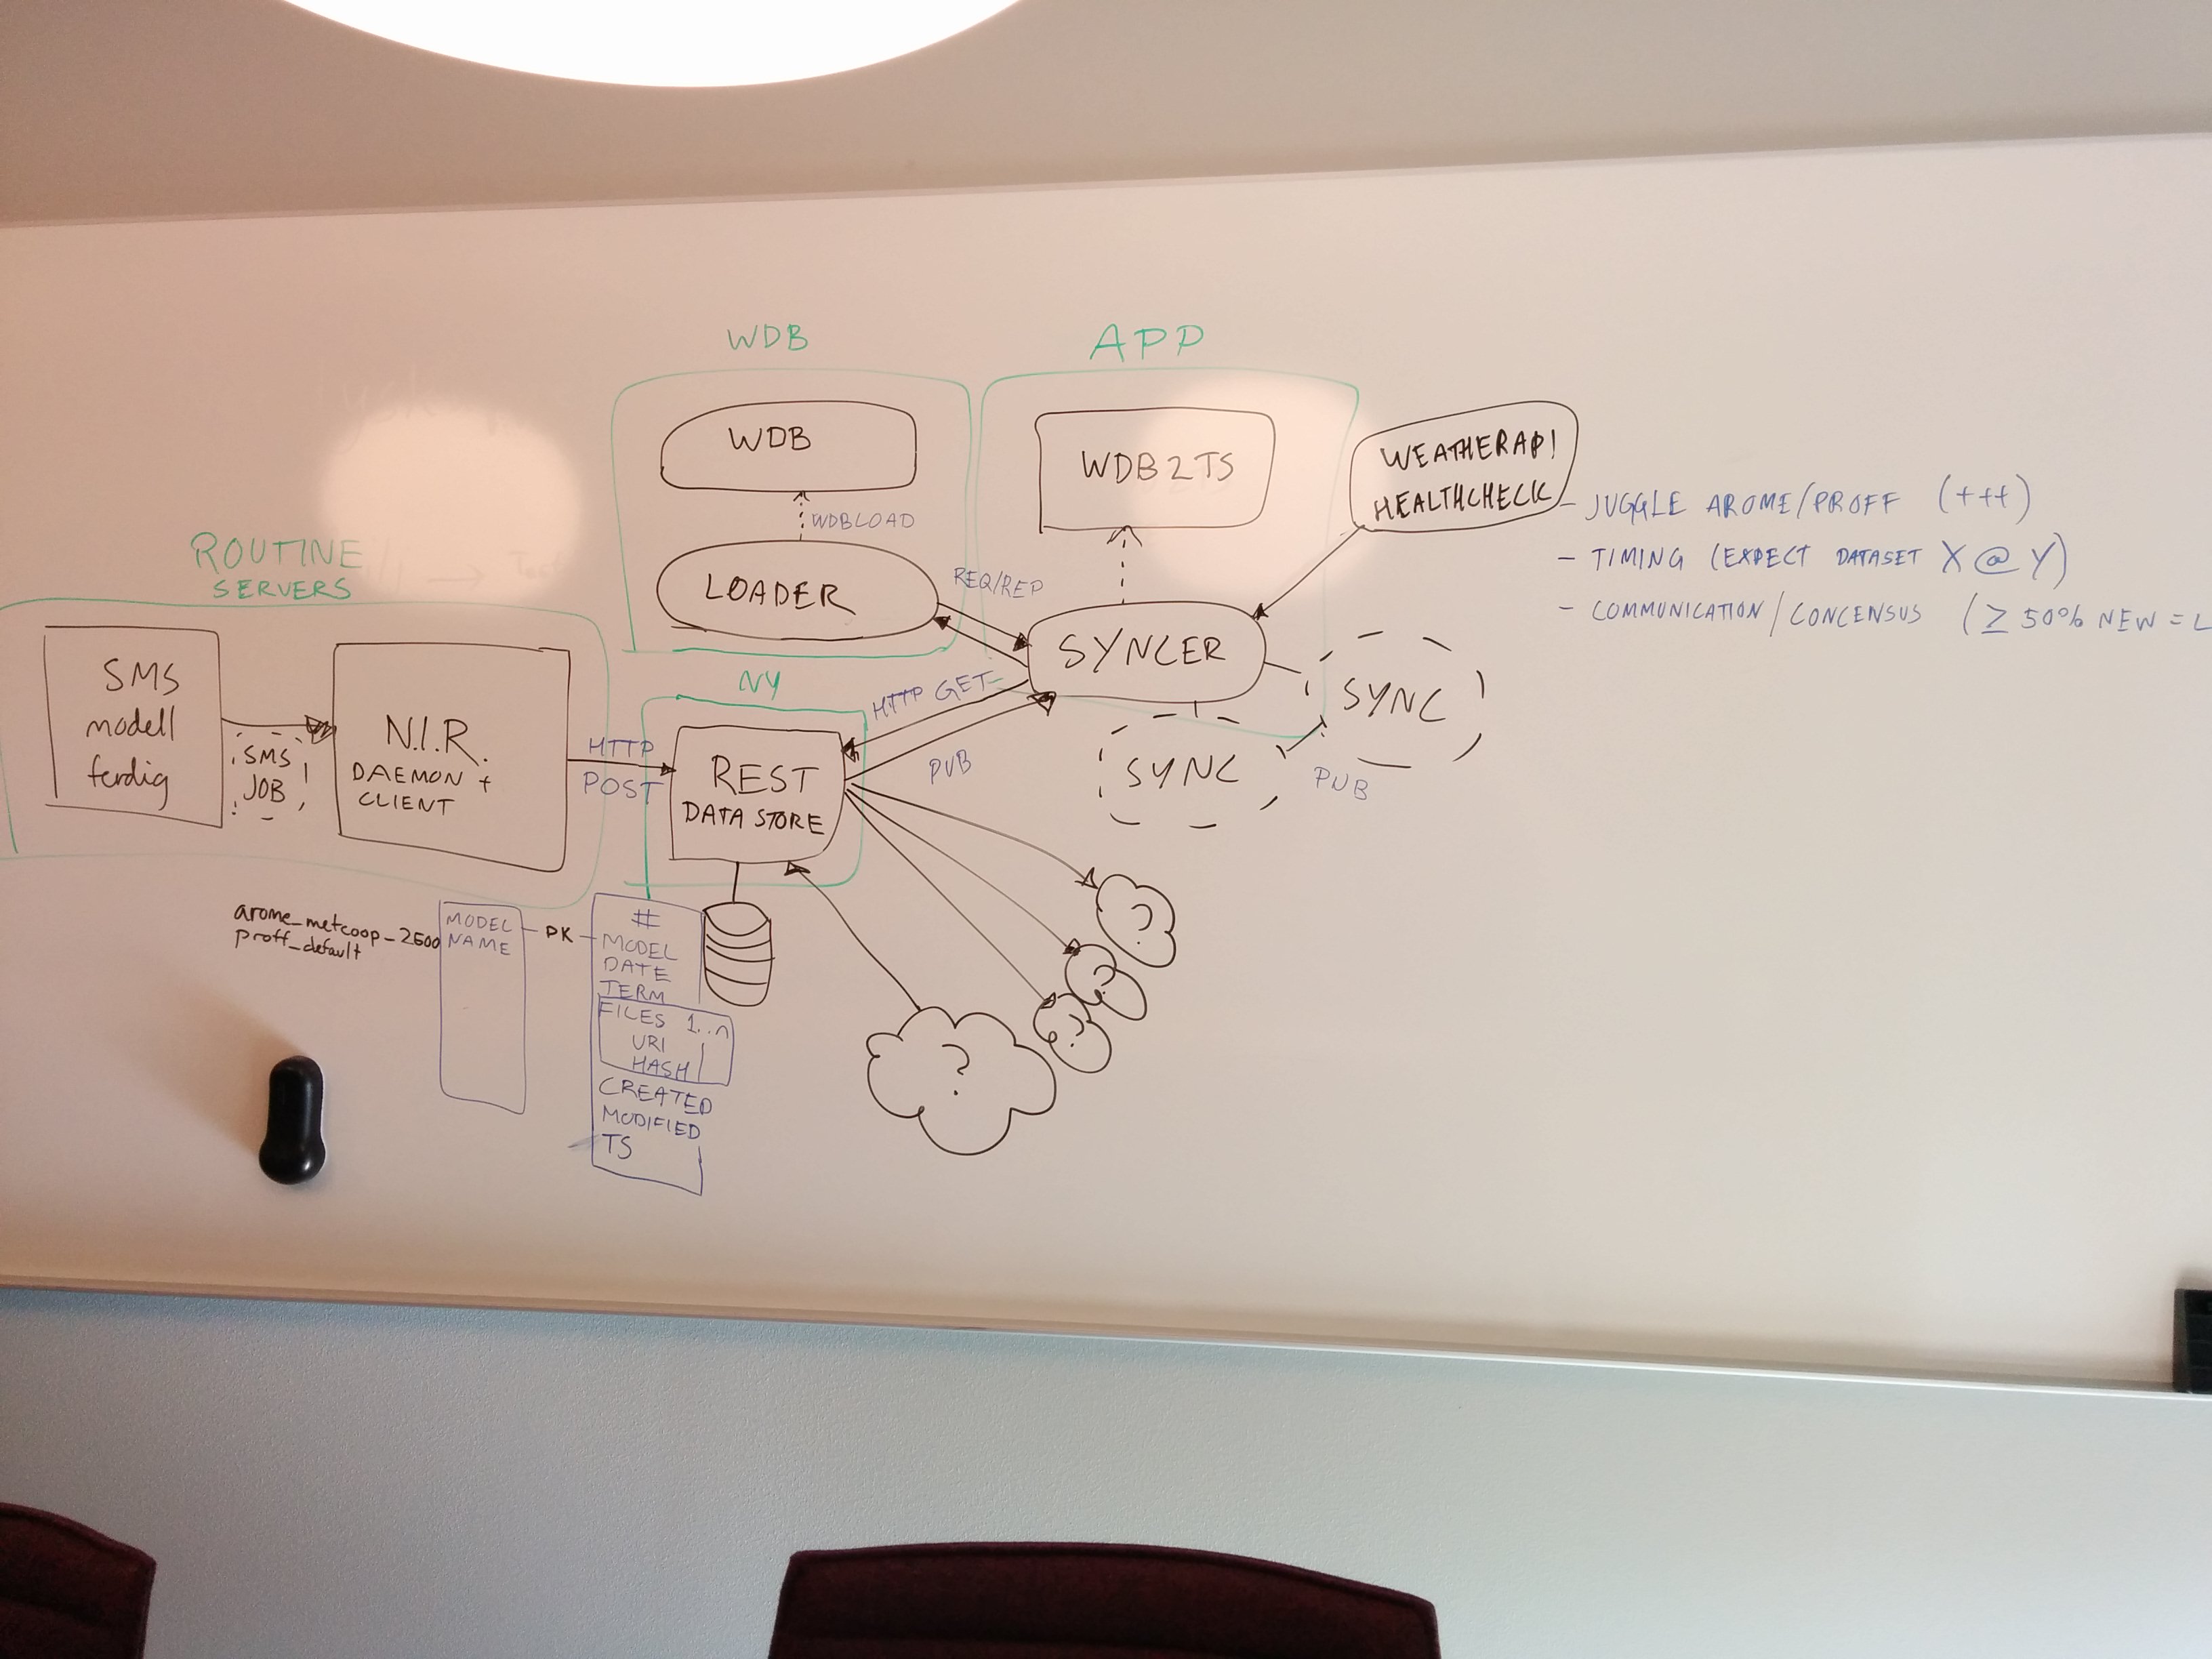 WDB
APP
WDB
WDBLOAD
LOADER
REQ/REP
WDB2TS
WEATHERAPI
HEALTHCHECK
- JUGGLE AROME/PROFF (+++)
- TIMING (EXPECT DATASET X @ Y)
- COMMUNICATION/CONCENSUS (≥ 50% NEW =
ROUTINE
SERVERS
SMS
modell
ferdig
SMS
JOB
N.I.R.
DAEMON +
CLIENT
HTTP
POST
NY
REST
DATA STORE
HTTP GET
PUB
SYNCER
SYNC
SYNC
PUB
arome_metcoop-2500
proff_default
MODEL
NAME
PK
#
MODEL
DATE
TERM
FILES 1..n
URI
HASH
CREATED
MODIFIED
TS
?
?
?
?